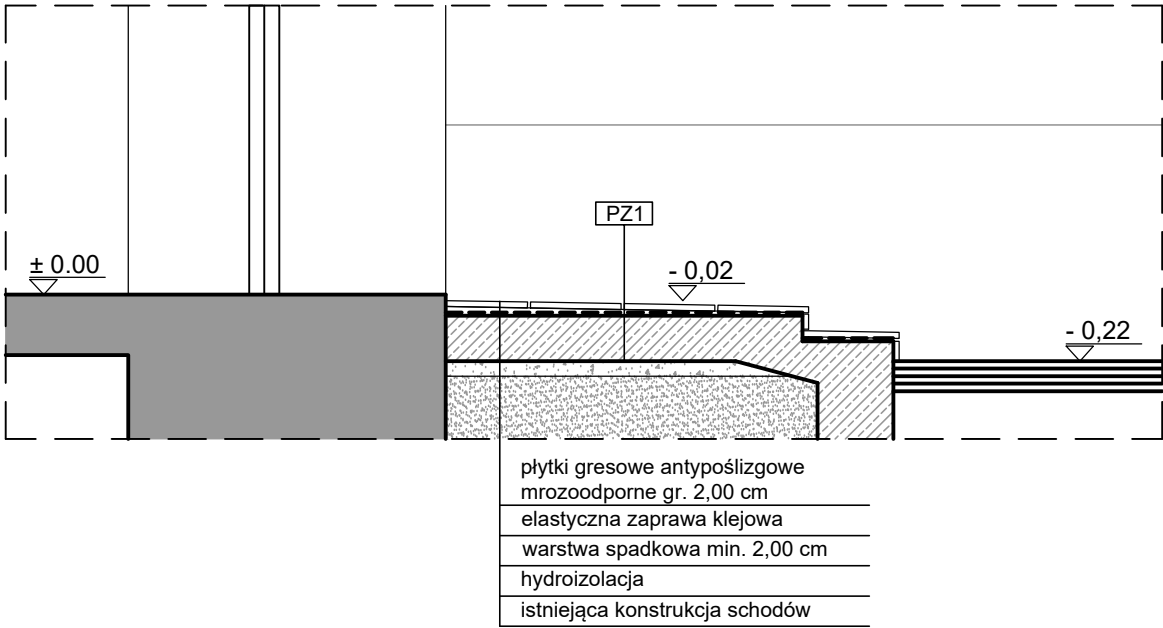 PZ1
± 0.00
- 0,02
- 0,22
płytki gresowe antypoślizgowe
mrozoodporne gr. 2,00 cm
elastyczna zaprawa klejowa
warstwa spadkowa min. 2,00 cm
hydroizolacja
istniejąca konstrukcja schodów